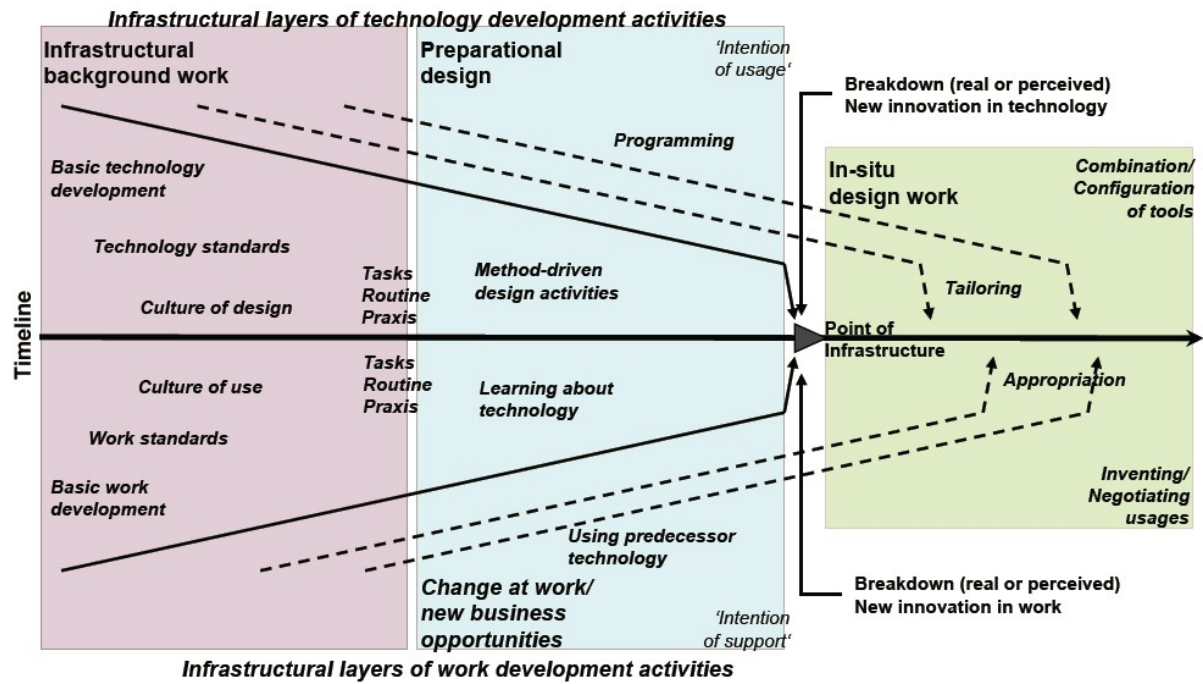 Infrastructural layers of technology development activities
Infrastructural
background work
Preparational
design
'Intention
of usage'
Breakdown (real or perceived)
New innovation in technology
Programming
Basic technology
development
In-situ
design work
Combination/
Configuration
of tools
Technology standards
Tasks
Routine
Praxis
Method-driven
design activities
Tailoring
Culture of design
Timeline
Point of
Infrastructure
Tasks
Routine
Praxis
Culture of use
Learning about
technology
Appropriation
Work standards
Basic work
development
Inventing/
Negotiating
usages
Using predecessor
technology
Change at work/
new business
opportunities
'Intention
of support'
Breakdown (real or perceived)
New innovation in work
Infrastructural layers of work development activities